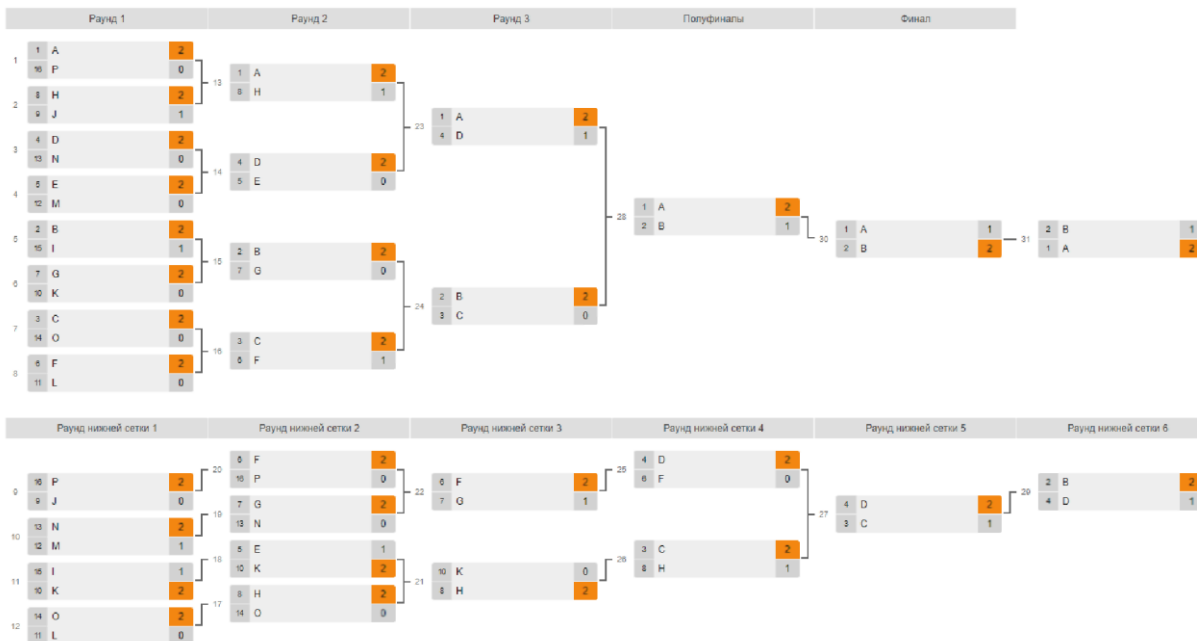 Раунд 1 Раунд 2 Раунд 3 Полуфиналы Финал
1
1 A 2
16 P 0
2
8 H 2
9 J 1
3
4 D 2
13 N 0
4
5 E 2
12 M 0
5
2 B 2
15 I 1
6
7 G 2
10 K 0
7
3 C 2
14 O 0
8
6 F 2
11 L 0
13
1 A 2
8 H 1
14
4 D 2
5 E 0
15
2 B 2
7 G 0
16
3 C 2
6 F 1
23
1 A 2
4 D 1
24
2 B 2
3 C 0
28
1 A 2
2 B 1
30
1 A 1
2 B 2
31
2 B 1
1 A 2
Раунд нижней сетки 1 Раунд нижней сетки 2 Раунд нижней сетки 3 Раунд нижней сетки 4 Раунд нижней сетки 5 Раунд нижней сетки 6
9
16 P 2
9 J 0
10
13 N 2
12 M 1
11
15 I 1
10 K 2
12
14 O 2
11 L 0
20
6 F 2
16 P 0
19
7 G 2
13 N 0
18
5 E 1
10 K 2
17
8 H 2
14 O 0
22
6 F 2
7 G 1
21
10 K 0
8 H 2
25
4 D 2
6 F 0
26
3 C 2
8 H 1
27
4 D 2
3 C 1
29
2 B 2
4 D 1